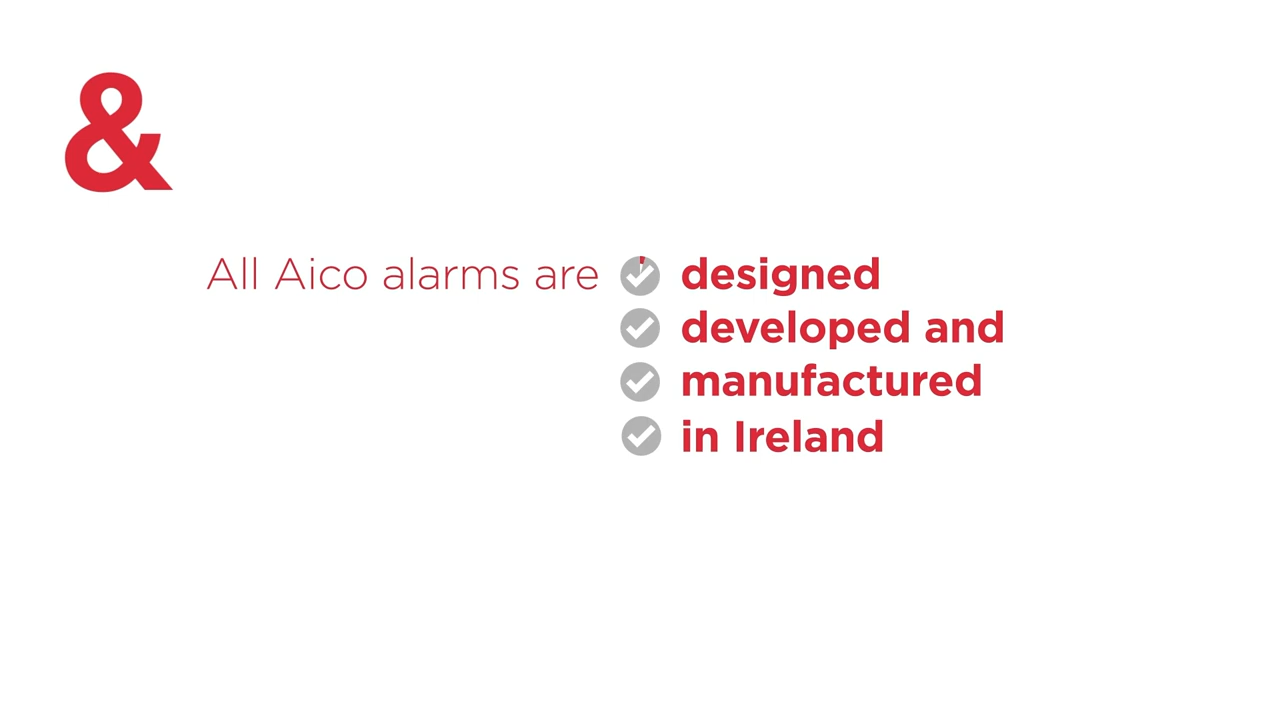 &
All Aico alarms are designed
developed and
manufactured
in Ireland